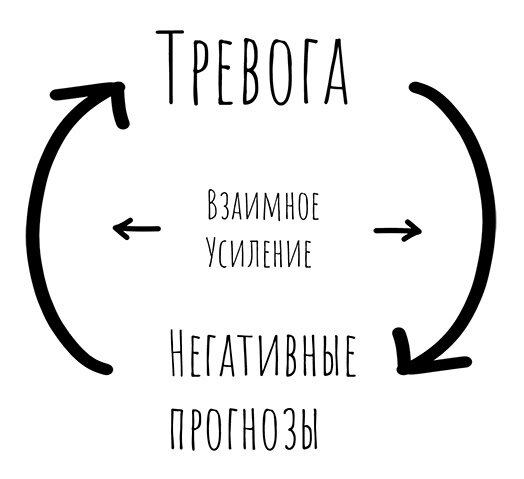 Тревога
Взаимное
Усиление
Негативные
прогнозы